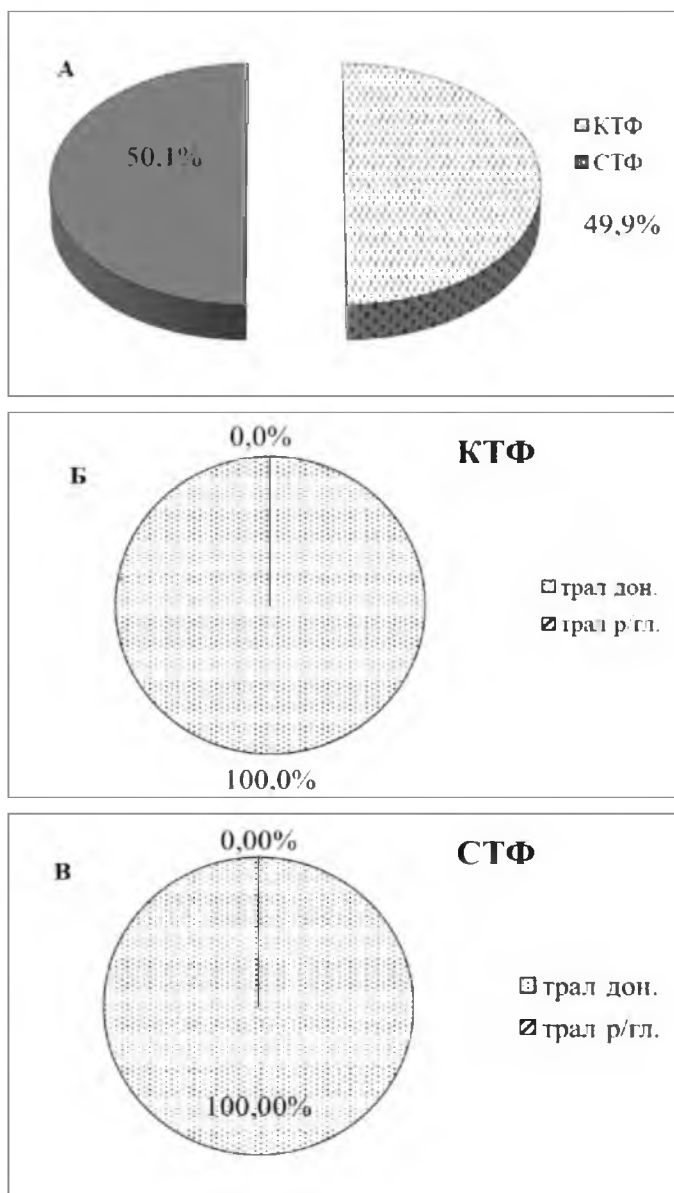 А
50,1%
КТФ
СТФ
49,9%
0,0%
КТФ
Б
трал дон.
трал р/гл.
100,0%
0,00%
СТФ
В
трал дон.
трал р/гл.
100,00%